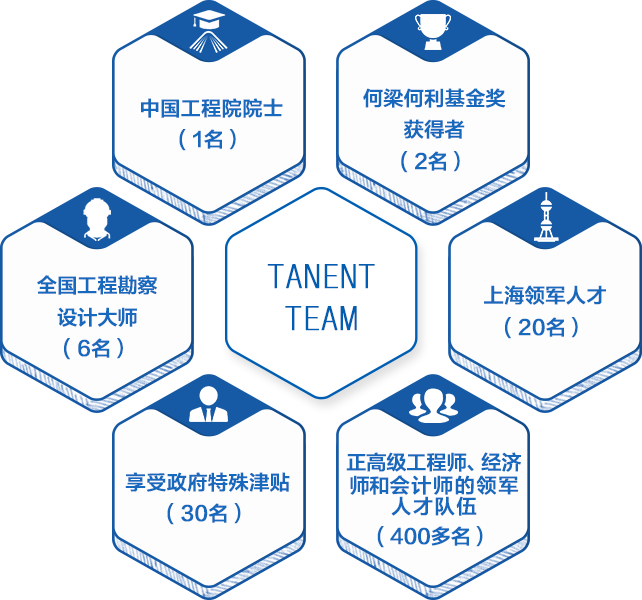 中国工程院院士
（1名）
何梁何利基金奖
获得者
（2名）
全国工程勘察
设计大师
（6名）
TANENT
TEAM
上海领军人才
（20名）
享受政府特殊津贴
（30名）
正高级工程师、经济
师和会计师的领军
人才队伍
（400多名）